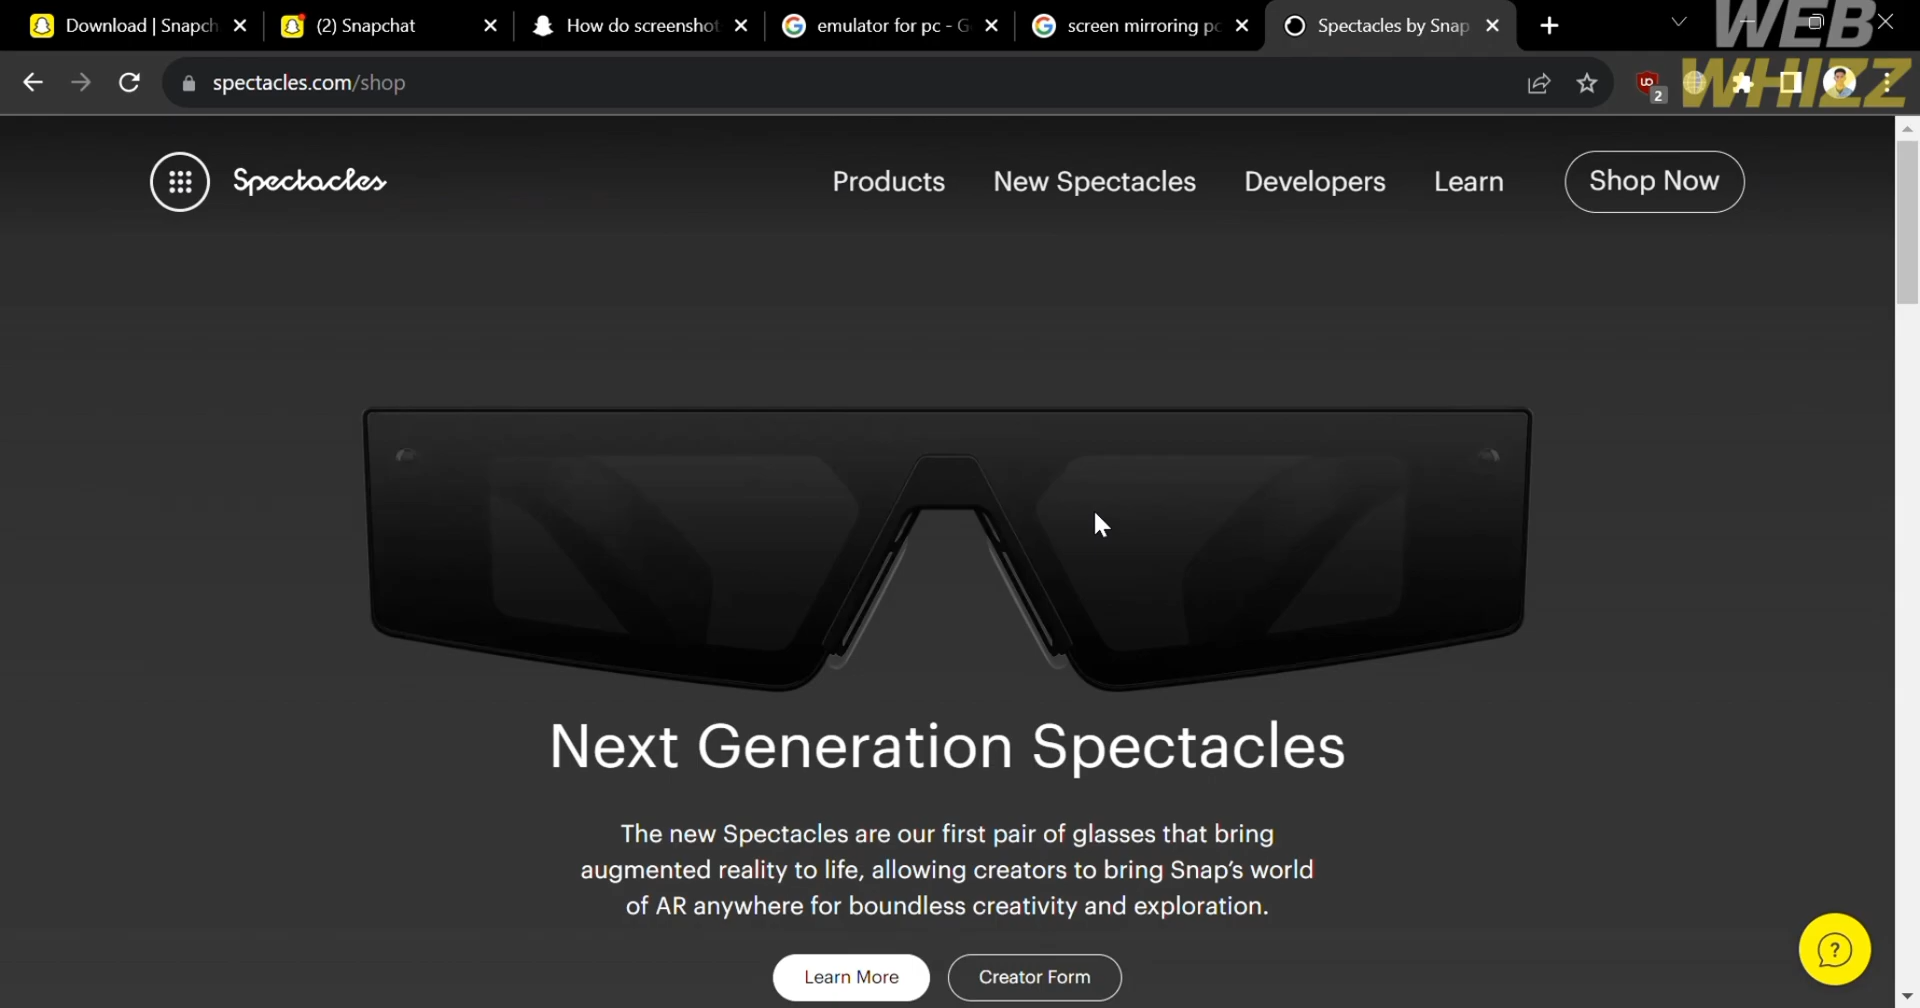 Download | Snapch
(2) Snapchat
How do screenshot
emulator for pc - G
screen mirroring pc
Spectacles by Snap
WEB
WHIZZ
spectacles.com/shop
2
Spectacles
Products
New Spectacles
Developers
Learn
Shop Now
Next Generation Spectacles
The new Spectacles are our first pair of glasses that bring
augmented reality to life, allowing creators to bring Snap's world
of AR anywhere for boundless creativity and exploration.
Learn More
Creator Form
?